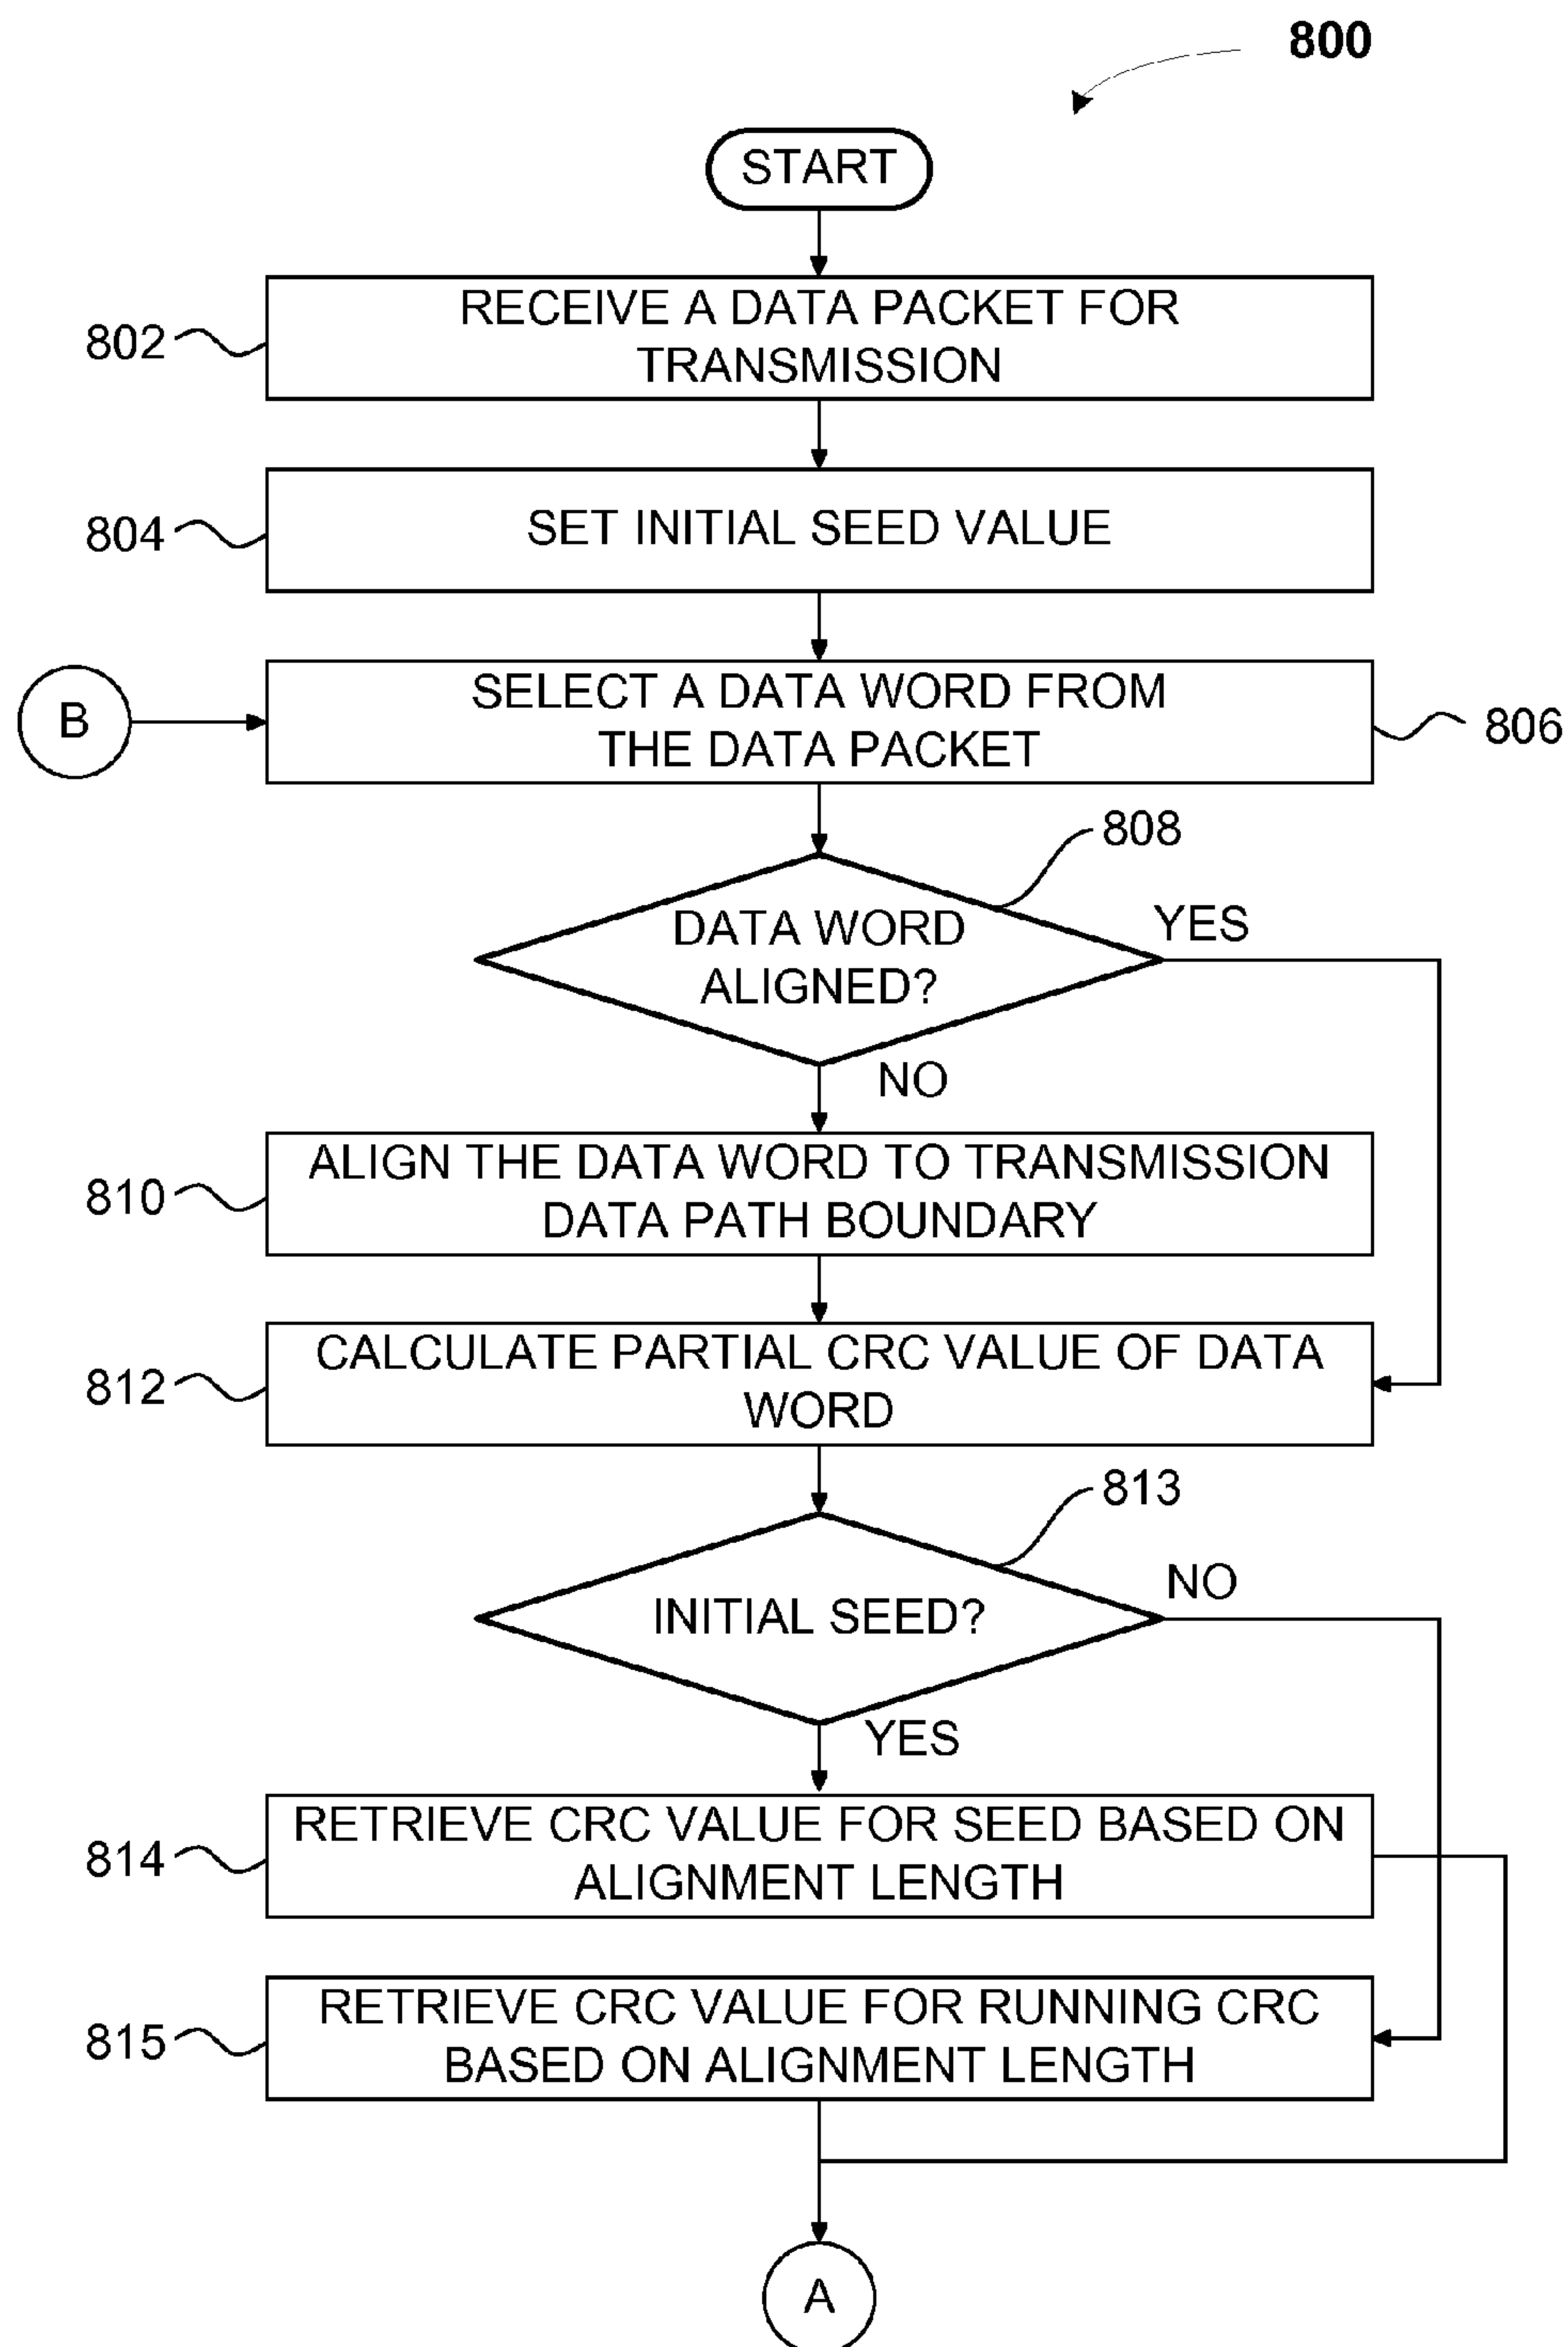 800
START
RECEIVE A DATA PACKET FOR
TRANSMISSION
802
SET INITIAL SEED VALUE
804
B
SELECT A DATA WORD FROM
THE DATA PACKET
806
808
DATA WORD
ALIGNED?
YES
NO
ALIGN THE DATA WORD TO TRANSMISSION
DATA PATH BOUNDARY
810
CALCULATE PARTIAL CRC VALUE OF DATA
WORD
812
813
INITIAL SEED?
NO
YES
RETRIEVE CRC VALUE FOR SEED BASED ON
ALIGNMENT LENGTH
814
RETRIEVE CRC VALUE FOR RUNNING CRC
BASED ON ALIGNMENT LENGTH
815
A